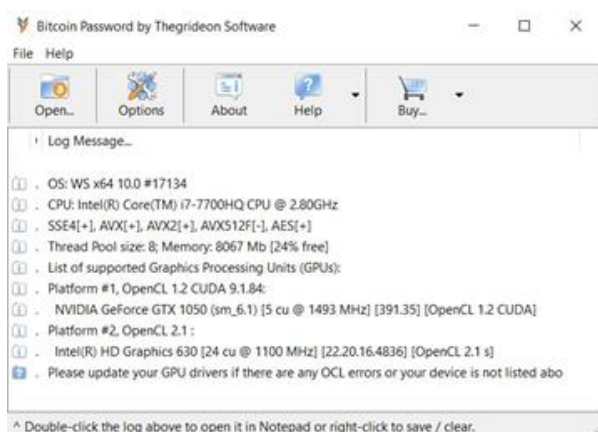 Bitcoin Password by Thegrideon Software
File Help
Open... Options About Help Buy...
! Log Message...
. OS: WS x64 10.0 #17134
. CPU: Intel(R) Core(TM) i7-7700HQ CPU @ 2.80GHz
. SSE4[+], AVX[+], AVX2[+], AVX512F[-], AES[+]
. Thread Pool size: 8; Memory: 8067 Mb [24% free]
. List of supported Graphics Processing Units (GPUs):
. Platform #1, OpenCL 1.2 CUDA 9.1.84:
. NVIDIA GeForce GTX 1050 (sm_6.1) [5 cu @ 1493 MHz] [391.35] [OpenCL 1.2 CUDA]
. Platform #2, OpenCL 2.1 :
. Intel(R) HD Graphics 630 [24 cu @ 1100 MHz] [22.20.16.4836] [OpenCL 2.1 s]
. Please update your GPU drivers if there are any OCL errors or your device is not listed abo
^ Double-click the log above to open it in Notepad or right-click to save / clear.